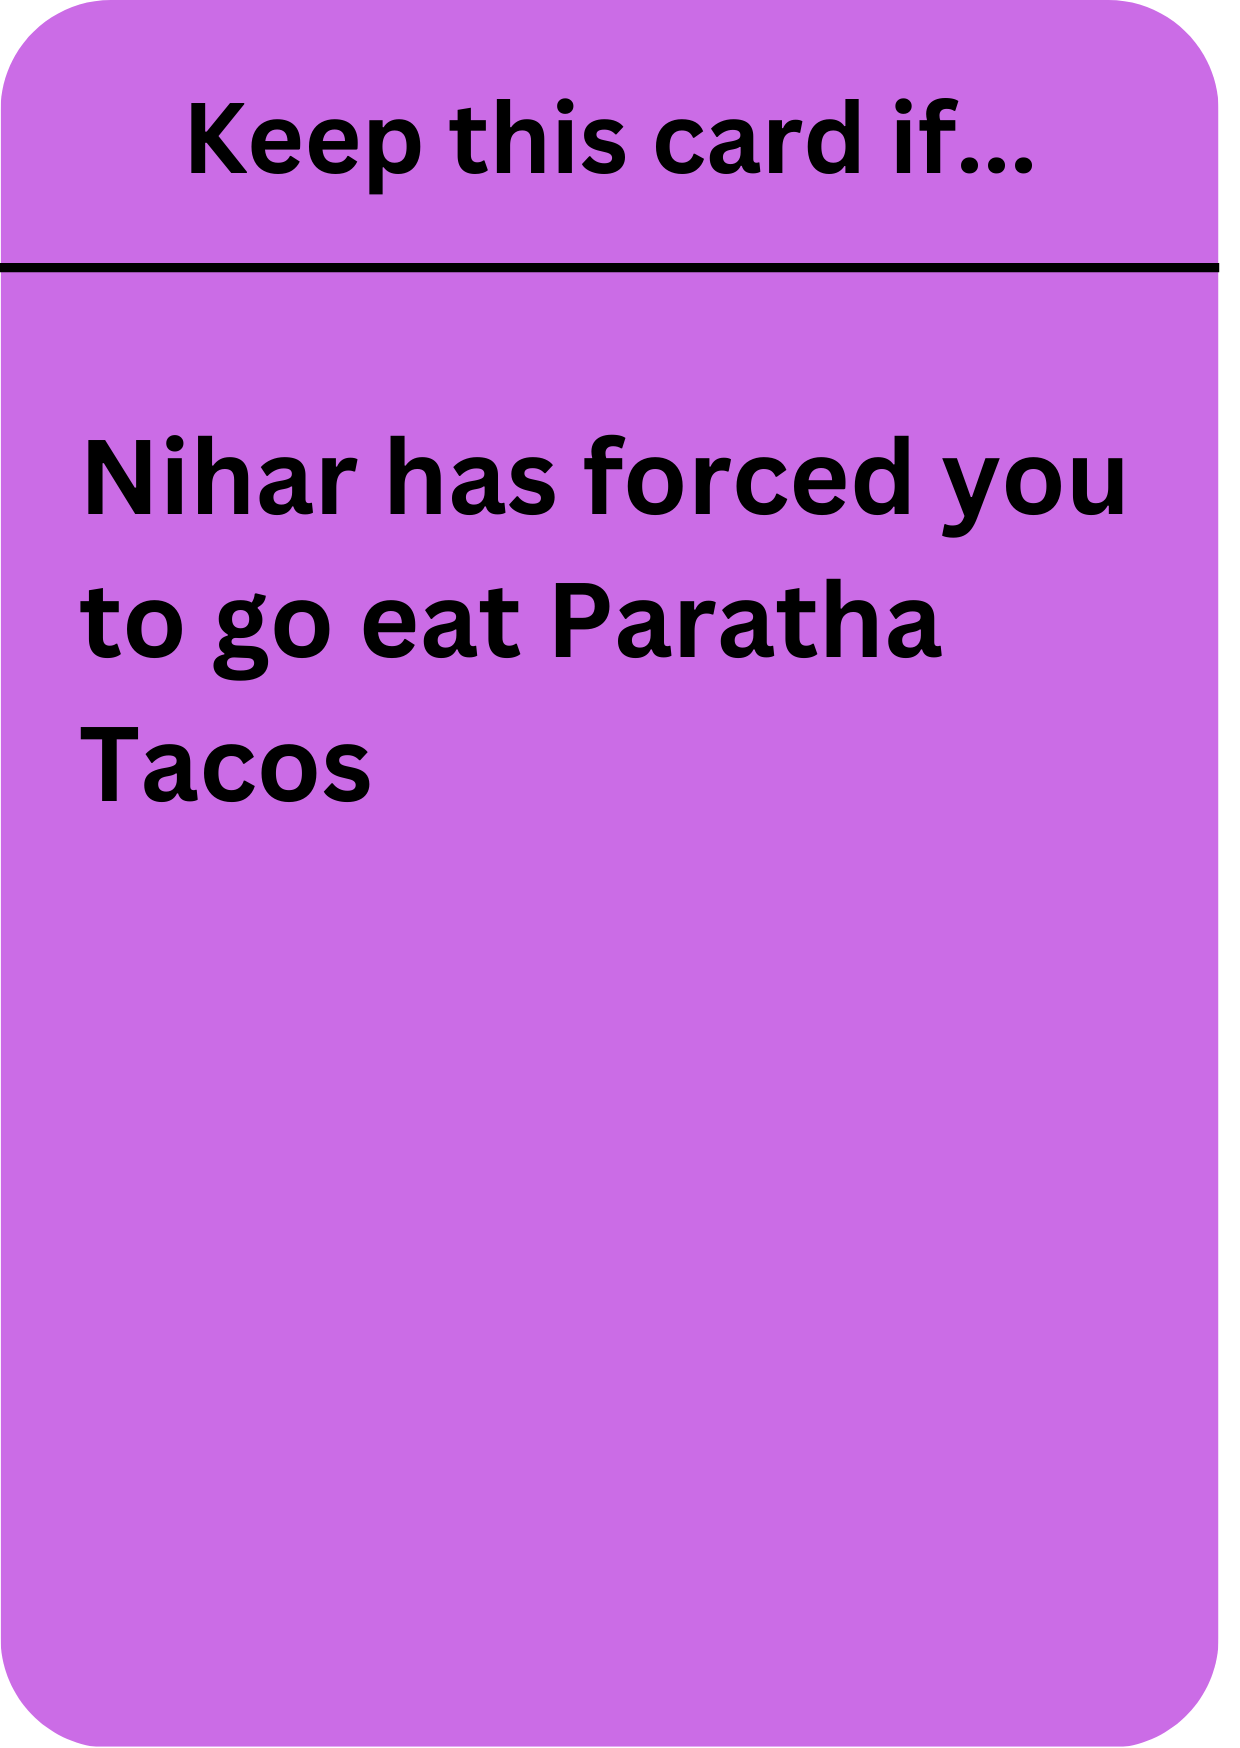 Keep this card if...
Nihar has forced you
to go eat Paratha
Tacos